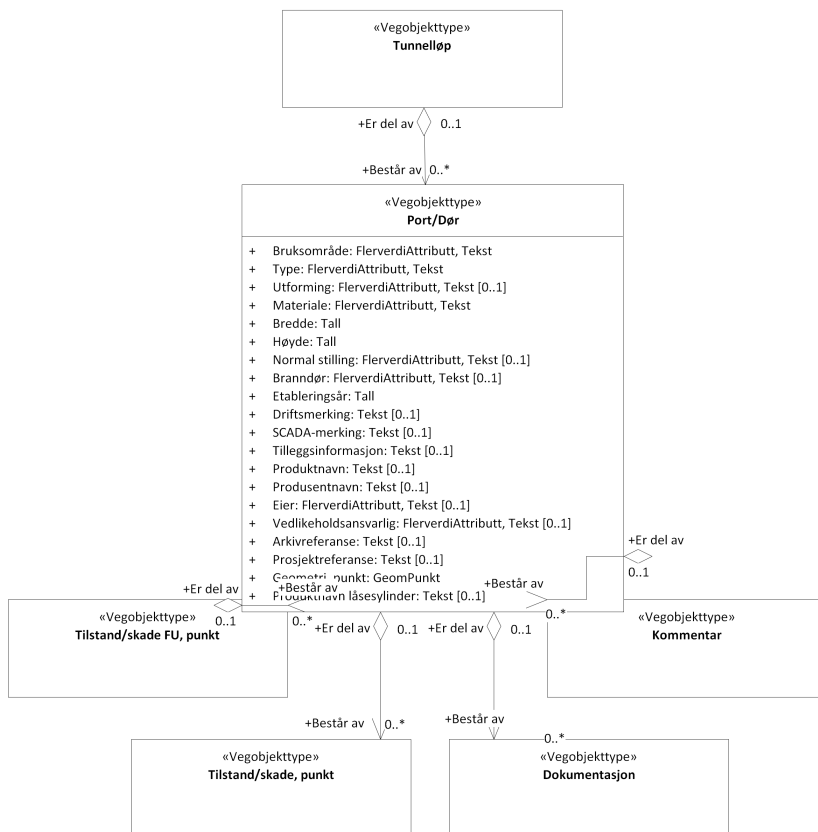 «Vegobjekttype»
Tunnelløp
+Er del av 0..1
+Består av 0..*
«Vegobjekttype»
Port/Dør
+ Bruksområde: FlerverdiAttributt, Tekst
+ Type: FlerverdiAttributt, Tekst
+ Utforming: FlerverdiAttributt, Tekst [0..1]
+ Materiale: FlerverdiAttributt, Tekst
+ Bredde: Tall
+ Høyde: Tall
+ Normal stilling: FlerverdiAttributt, Tekst [0..1]
+ Branndør: FlerverdiAttributt, Tekst [0..1]
+ Etableringsår: Tall
+ Driftsmerking: Tekst [0..1]
+ SCADA-merking: Tekst [0..1]
+ Tilleggsinformasjon: Tekst [0..1]
+ Produktnavn: Tekst [0..1]
+ Produsentnavn: Tekst [0..1]
+ Eier: FlerverdiAttributt, Tekst [0..1]
+ Vedlikeholdsansvarlig: FlerverdiAttributt, Tekst [0..1]
+ Arkivreferanse: Tekst [0..1]
+ Prosjektreferanse: Tekst [0..1]
+ Geometri, punkt: GeomPunkt
+ Produktnavn låsesylinder: Tekst [0..1]
+Er del av
0..1
+Består av
0..*
+Er del av
0..1
+Består av
0..*
«Vegobjekttype»
Tilstand/skade FU, punkt
«Vegobjekttype»
Kommentar
+Er del av 0..1
+Er del av 0..1
+Består av 0..*
+Består av
0..*
«Vegobjekttype»
Tilstand/skade, punkt
«Vegobjekttype»
Dokumentasjon